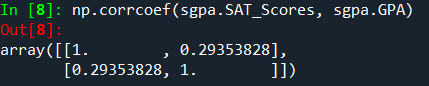 In [8]: np.corrcoef(sgpa.SAT_Scores, sgpa.GPA)
Out[8]:
array([[1.        , 0.29353828],
       [0.29353828, 1.        ]])